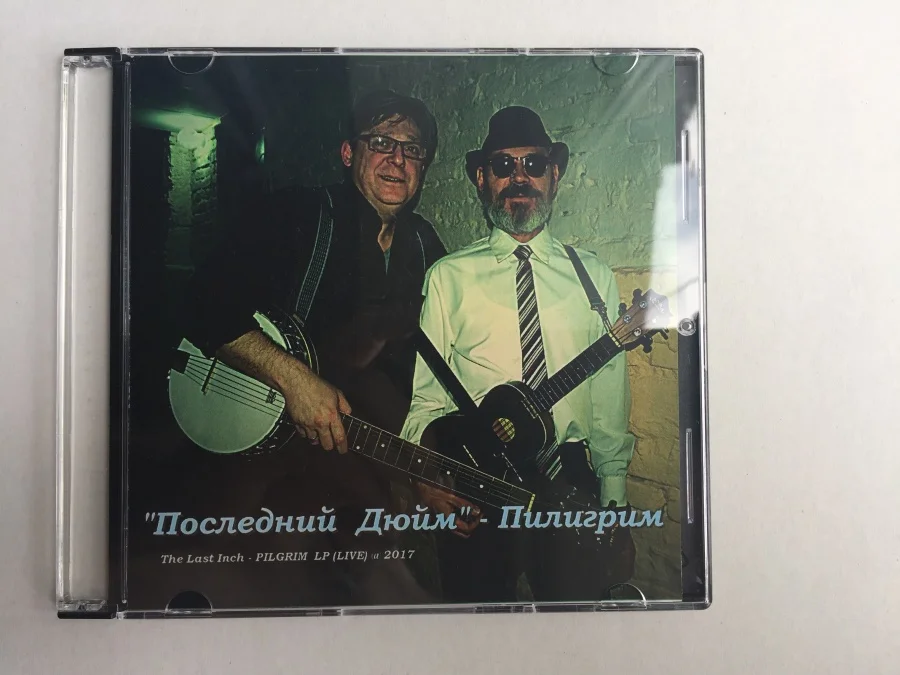 "Последний Дюйм" - Пилигрим
The Last Inch - PILGRIM LP (LIVE) 2017